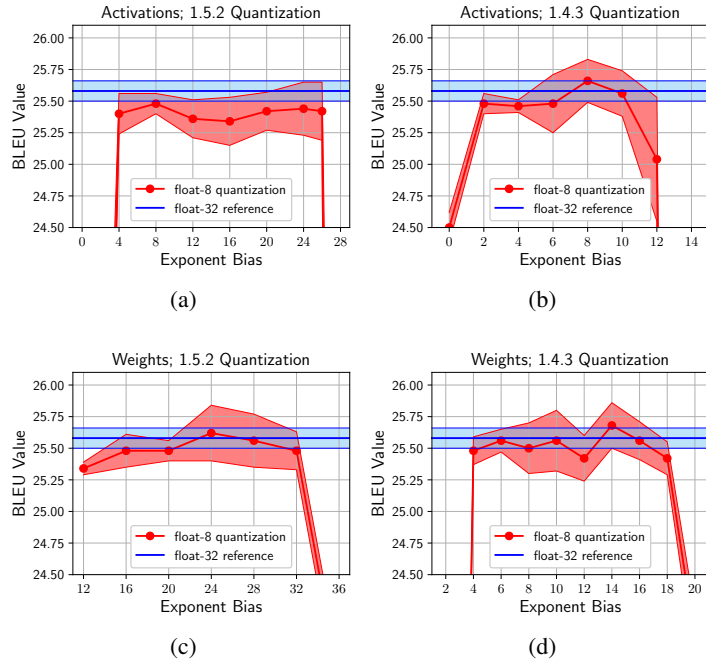 Activations; 1.5.2 Quantization
26.00
25.75
25.50
25.25
25.00
24.75
24.50
BLEU Value
float-8 quantization
float-32 reference
0 4 8 12 16 20 24 28
Exponent Bias
(a)
Activations; 1.4.3 Quantization
26.00
25.75
25.50
25.25
25.00
24.75
24.50
BLEU Value
float-8 quantization
float-32 reference
0 2 4 6 8 10 12 14
Exponent Bias
(b)
Weights; 1.5.2 Quantization
26.00
25.75
25.50
25.25
25.00
24.75
24.50
BLEU Value
float-8 quantization
float-32 reference
12 16 20 24 28 32 36
Exponent Bias
(c)
Weights; 1.4.3 Quantization
26.00
25.75
25.50
25.25
25.00
24.75
24.50
BLEU Value
float-8 quantization
float-32 reference
2 4 6 8 10 12 14 16 18 20
Exponent Bias
(d)